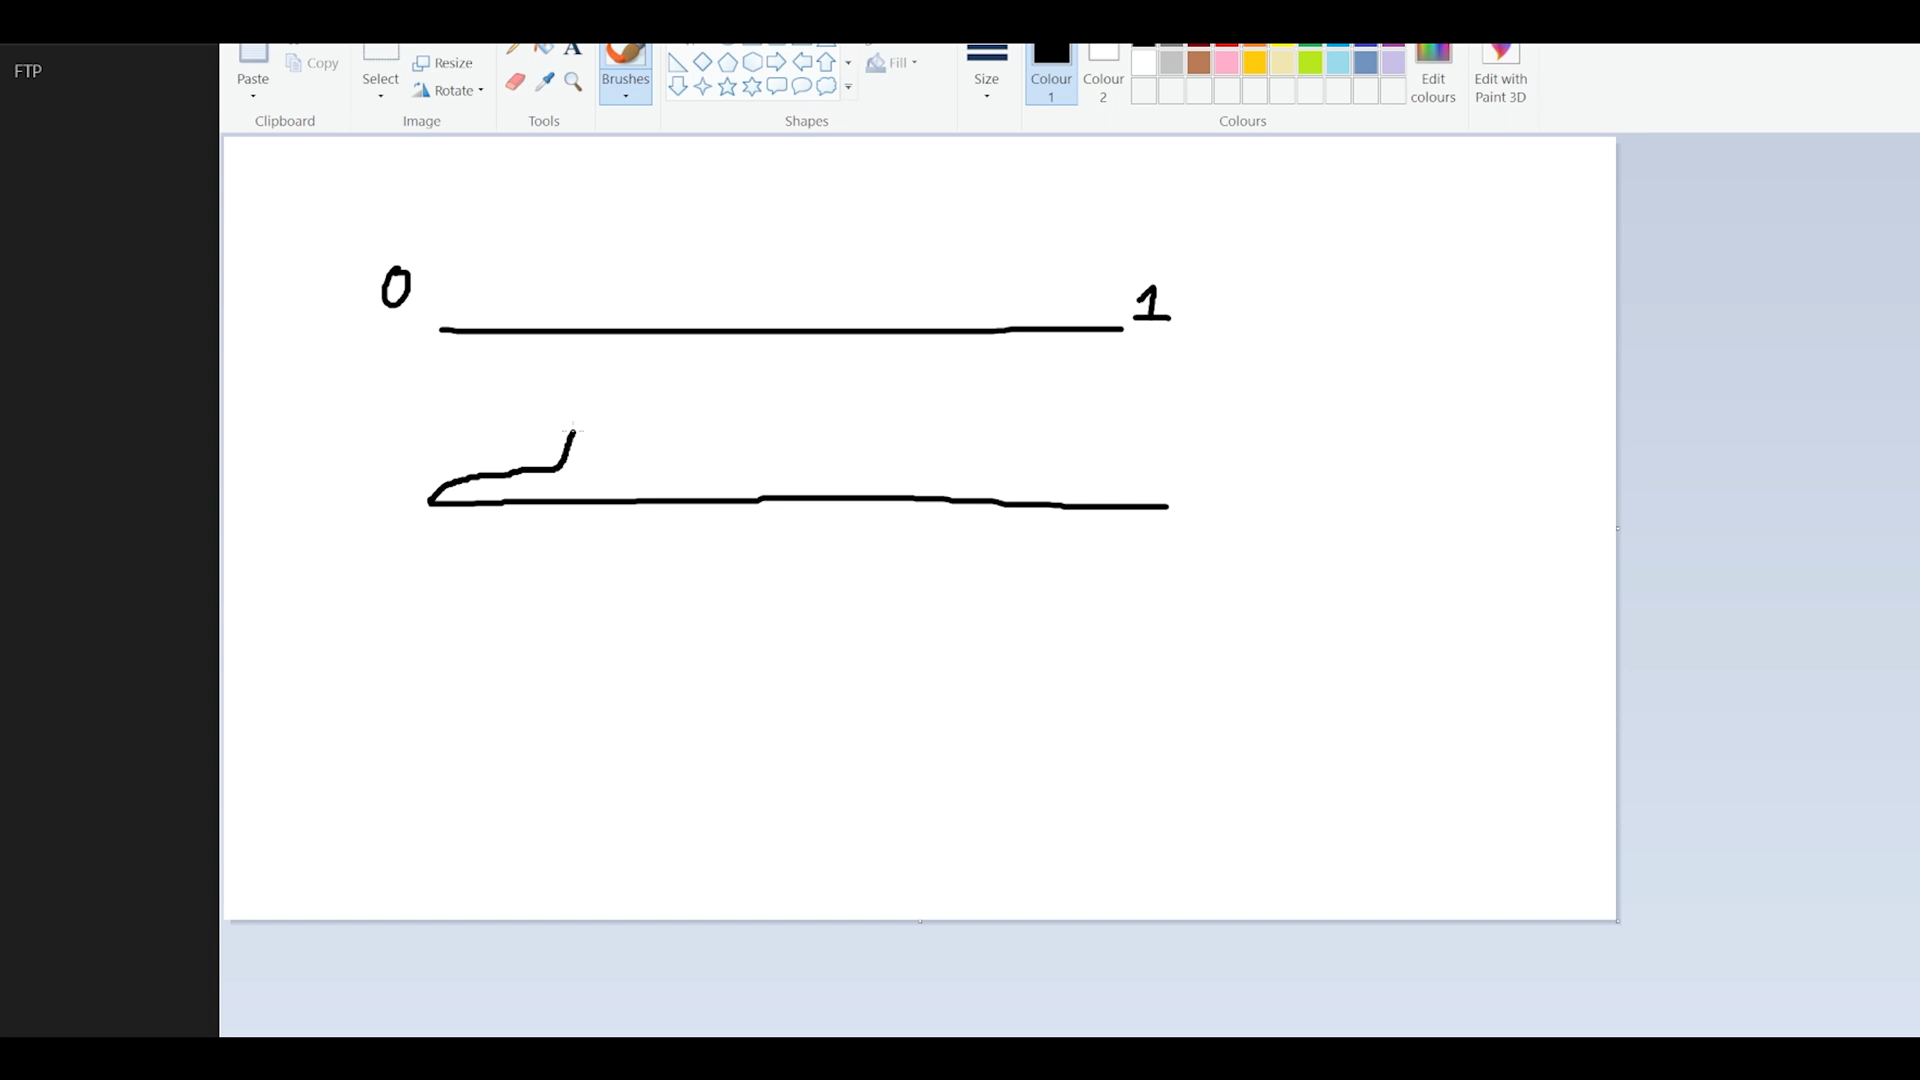 FTP
Paste
Copy
Select
Resize
Rotate
A
Brushes
Fill
Size
Colour
1
Colour
2
Edit
colours
Edit with
Paint 3D
Clipboard
Image
Tools
Shapes
Colours
0
1